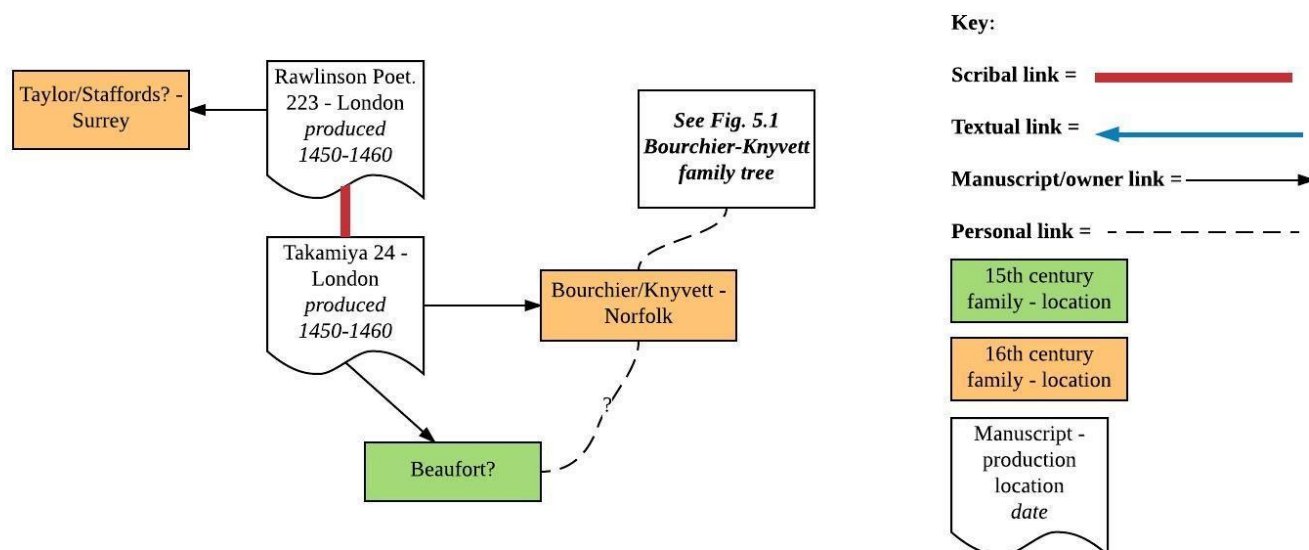 Taylor/Staffords? -
Surrey
Rawlinson Poet.
223 - London
produced
1450-1460
See Fig. 5.1
Bourchier-Knyvett
family tree
Takamiya 24 -
London
produced
1450-1460
Bourchier/Knyvett -
Norfolk
?
Beaufort?
Key:
Scribal link =
Textual link =
Manuscript/owner link =
Personal link =
15th century
family - location
16th century
family - location
Manuscript -
production
location
date